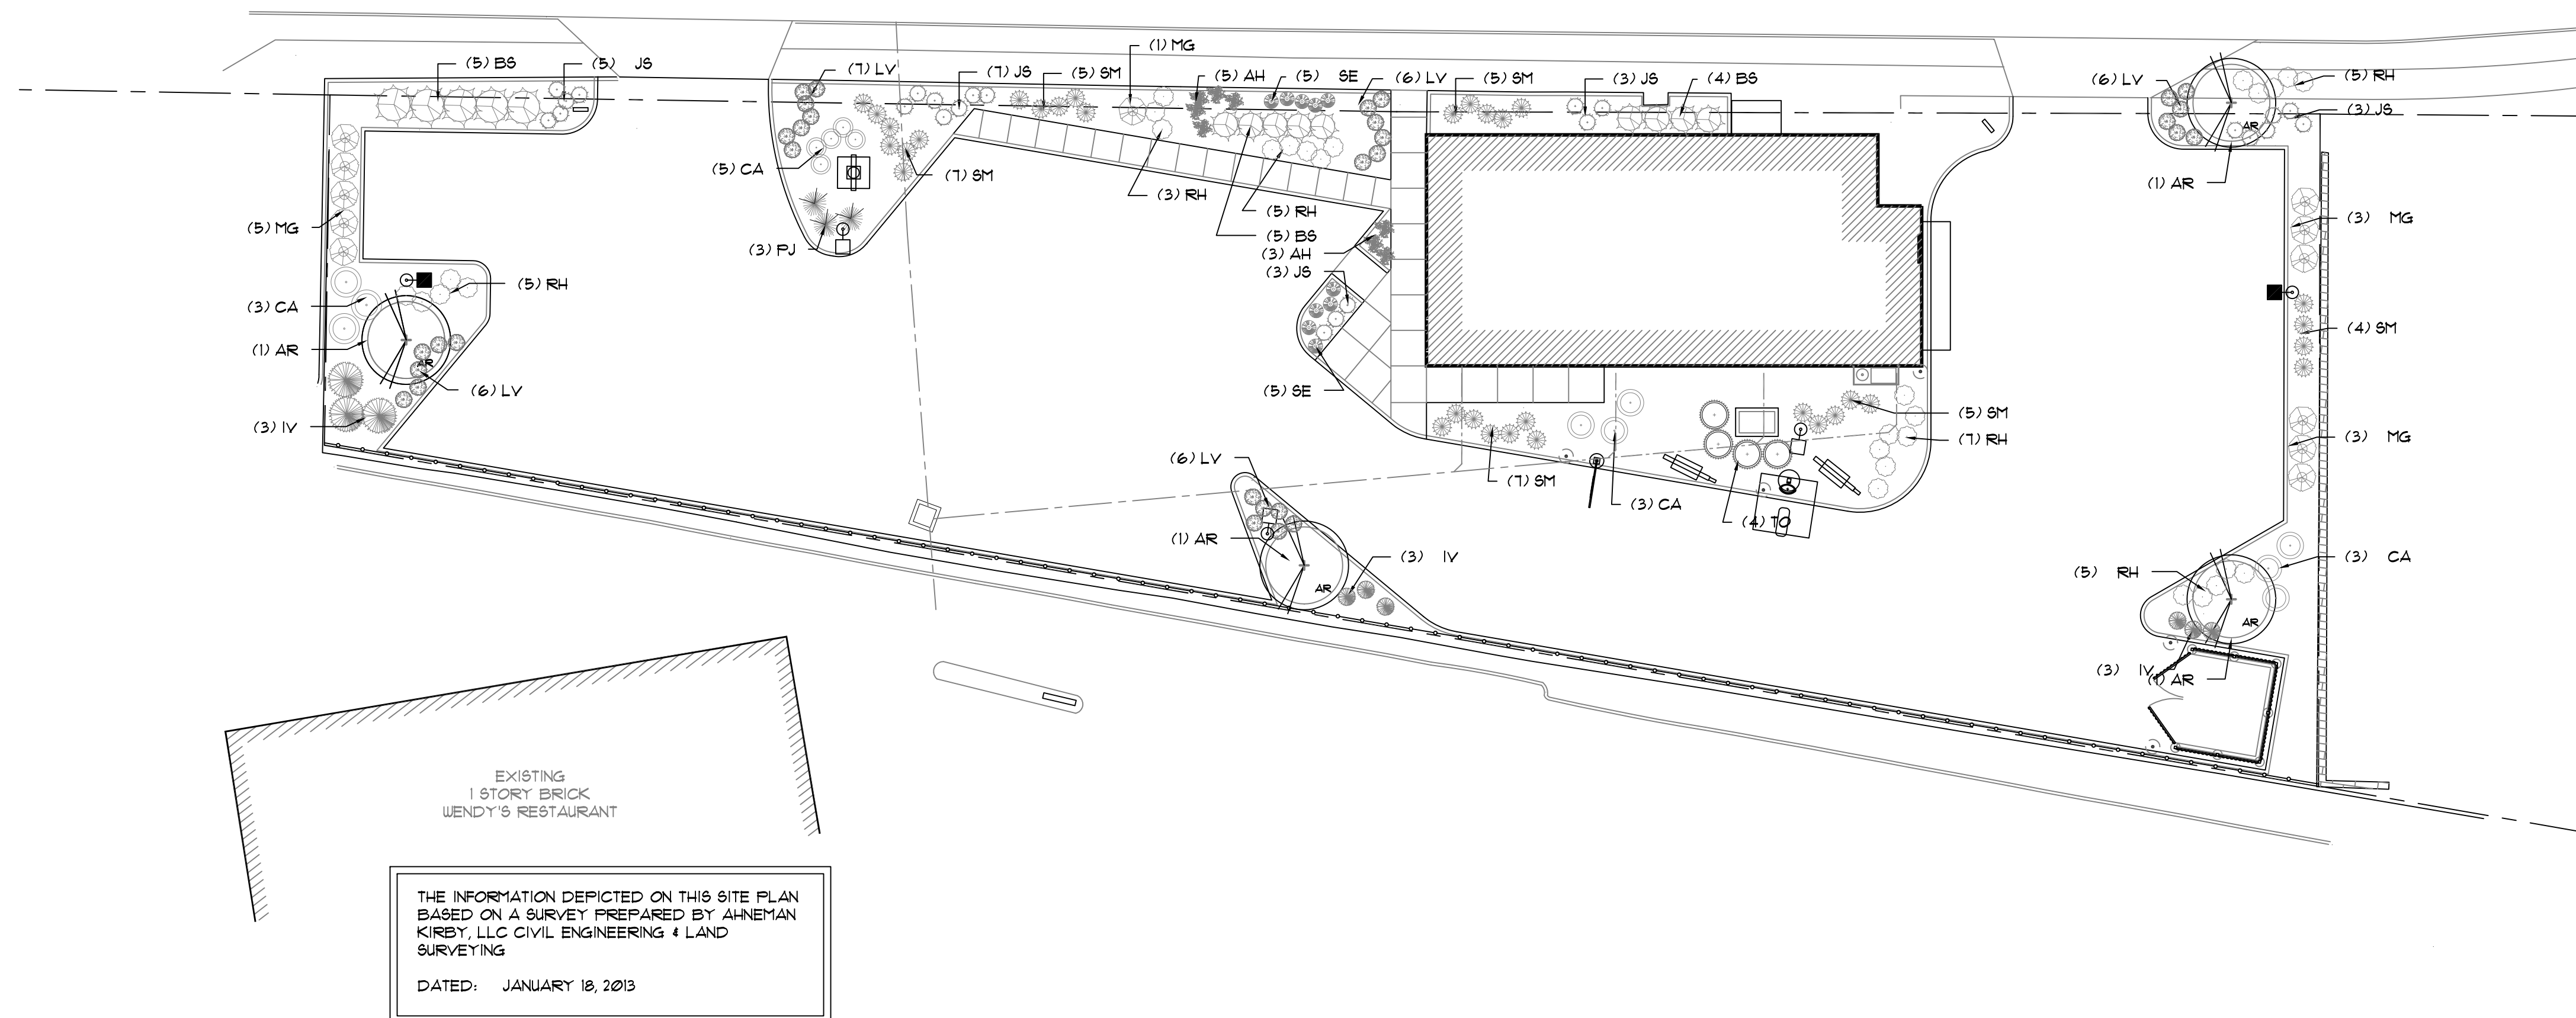 (1) MG
(5) BS
(5) JS
(7) LV
(7) JS
(5) SM
(5) AH
(5) SE
(6) LV
(5) SM
(3) JS
(4) BS
(6) LV
(5) RH
(3) JS
AR
(5) CA
(7) SM
(3) RH
(1) AR
(5) MG
(5) RH
(3) MG
(5) BS
(3) PJ
(3) AH
(3) JS
(5) RH
(3) CA
(4) SM
(1) AR
AR
(6) LV
(5) SE
(3) IV
(5) SM
(7) RH
(3) MG
(6) LV
(7) SM
(3) CA
(4) TO
(1) AR
(3) IV
(3) CA
(5) RH
AR
AR
(3) IV
(1) AR
EXISTING
1 STORY BRICK
WENDY'S RESTAURANT
THE INFORMATION DEPICTED ON THIS SITE PLAN
BASED ON A SURVEY PREPARED BY AHNEMAN
KIRBY, LLC CIVIL ENGINEERING & LAND
SURVEYING
DATED: JANUARY 18, 2013